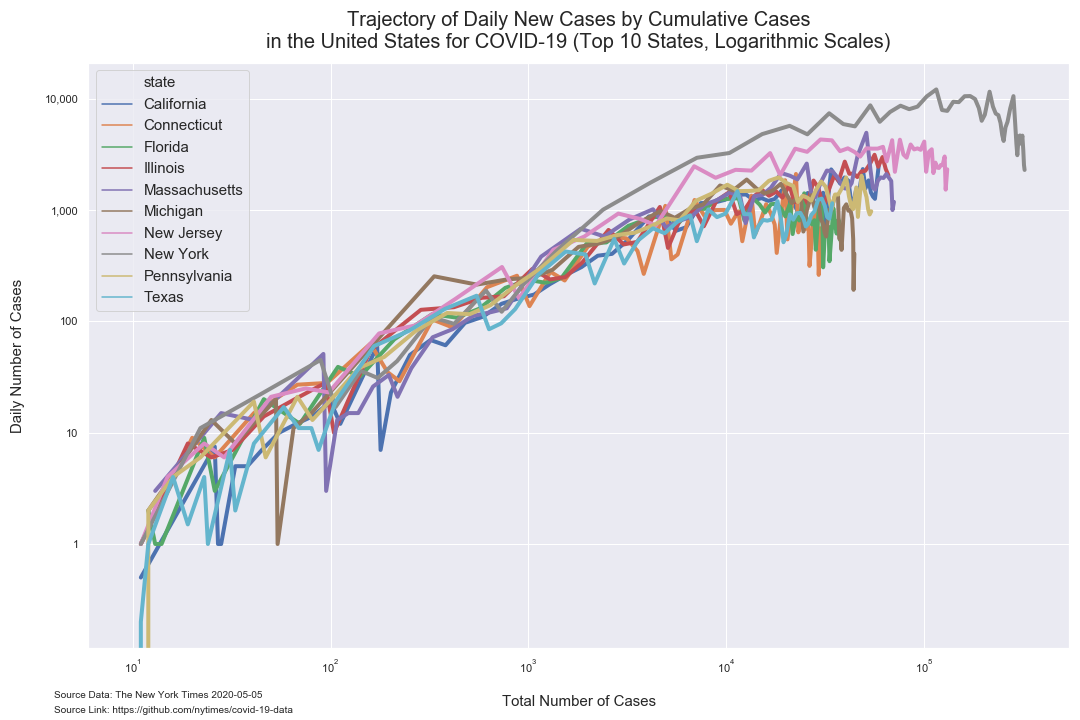 Trajectory of Daily New Cases by Cumulative Cases
in the United States for COVID-19 (Top 10 States, Logarithmic Scales)
state
California
Connecticut
Florida
Illinois
Massachusetts
Michigan
New Jersey
New York
Pennsylvania
Texas
Daily Number of Cases
10,000
1,000
100
10
1
10¹ 10² 10³ 10⁴ 10⁵
Total Number of Cases
Source Data: The New York Times 2020-05-05
Source Link: https://github.com/nytimes/covid-19-data